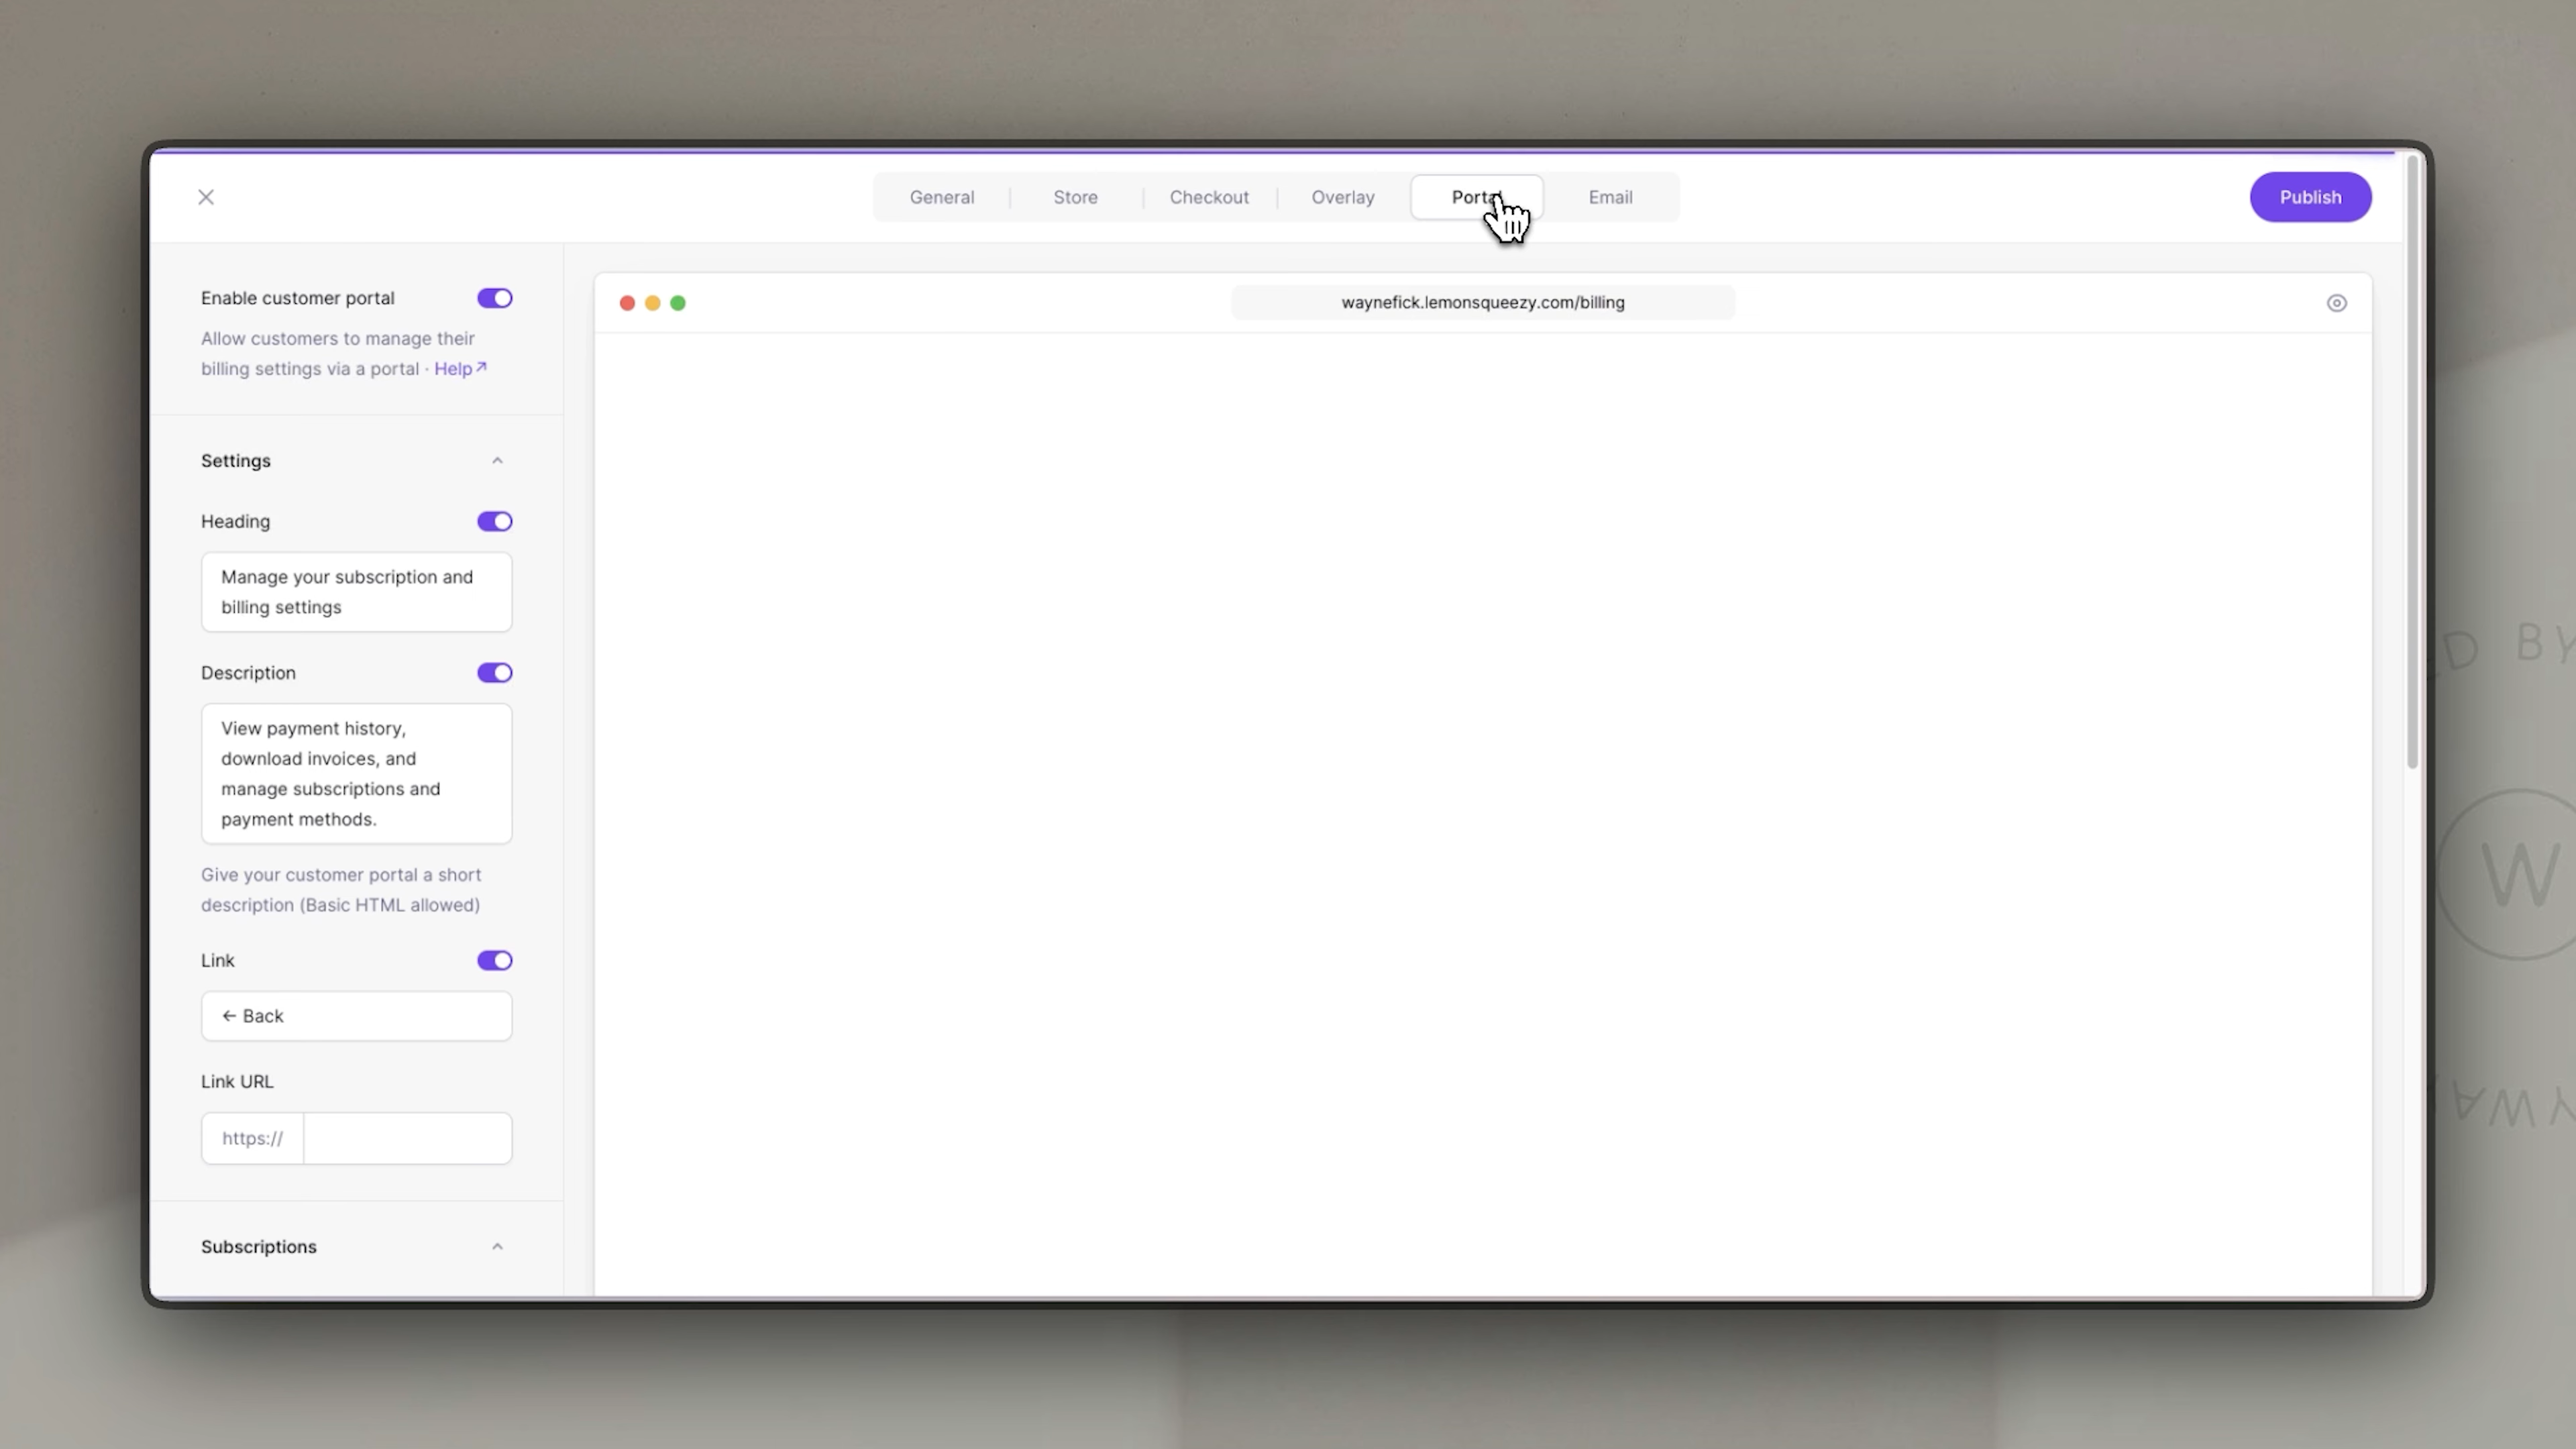 General
Store
Checkout
Overlay
Portal
Email
Publish
Enable customer portal
Allow customers to manage their
billing settings via a portal · Help↗
waynefick.lemonsqueezy.com/billing
Settings
Heading
Manage your subscription and
billing settings
Description
View payment history,
download invoices, and
manage subscriptions and
payment methods.
Give your customer portal a short
description (Basic HTML allowed)
Link
← Back
Link URL
https://
Subscriptions
BY
W